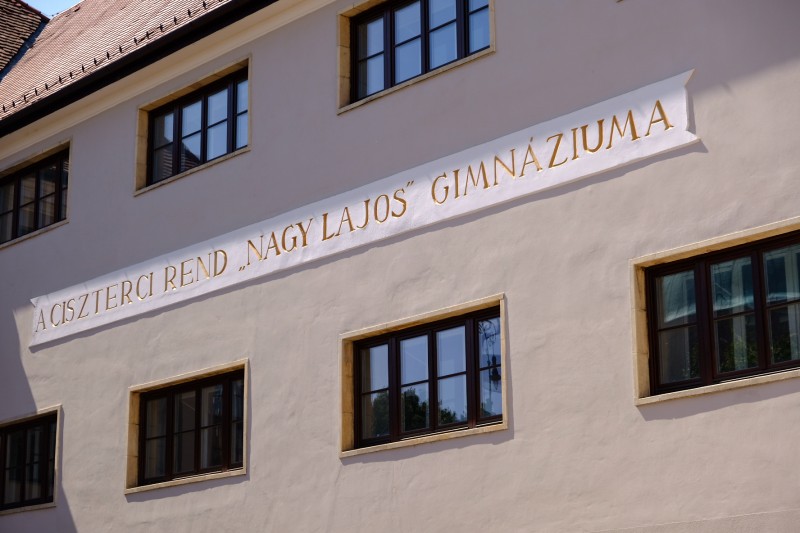 A CISZTERCI REND „NAGY LAJOS” GIMNÁZIUMA